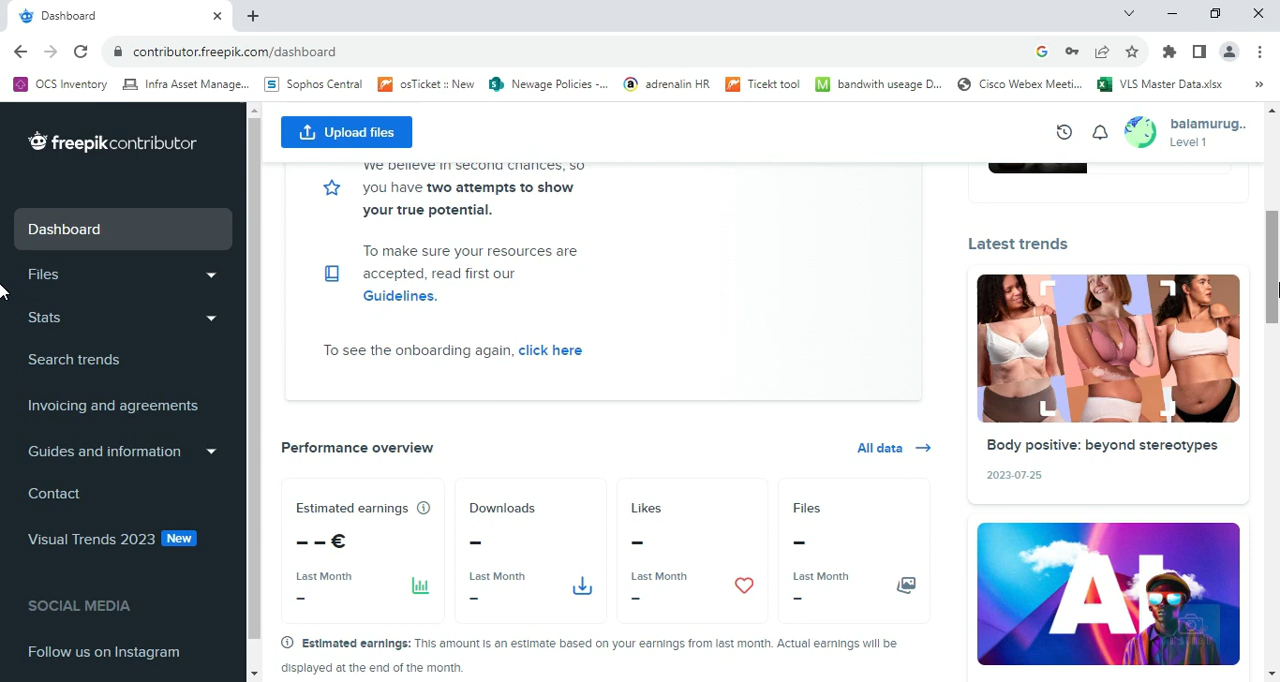 Dashboard
contributor.freepik.com/dashboard
OCS Inventory
Infra Asset Manage...
Sophos Central
osTicket :: New
Newage Policies -...
adrenalin HR
Tieckt tool
bandwith useage D...
Cisco Webex Meeti...
VLS Master Data.xlsx
»
freepikcontributor
Dashboard
Files
Stats
Search trends
Invoicing and agreements
Guides and information
Contact
Visual Trends 2023 New
SOCIAL MEDIA
Follow us on Instagram
Upload files
balamurug..
Level 1
We believe in second chances, so
you have two attempts to show
your true potential.
To make sure your resources are
accepted, read first our
Guidelines.
To see the onboarding again, click here
Performance overview
All data →
Estimated earnings
– – €
Last Month
–
Downloads
–
Last Month
–
Likes
–
Last Month
–
Files
–
Last Month
–
Estimated earnings: This amount is an estimate based on your earnings from last month. Actual earnings will be
displayed at the end of the month.
Latest trends
Body positive: beyond stereotypes
2023-07-25
AI